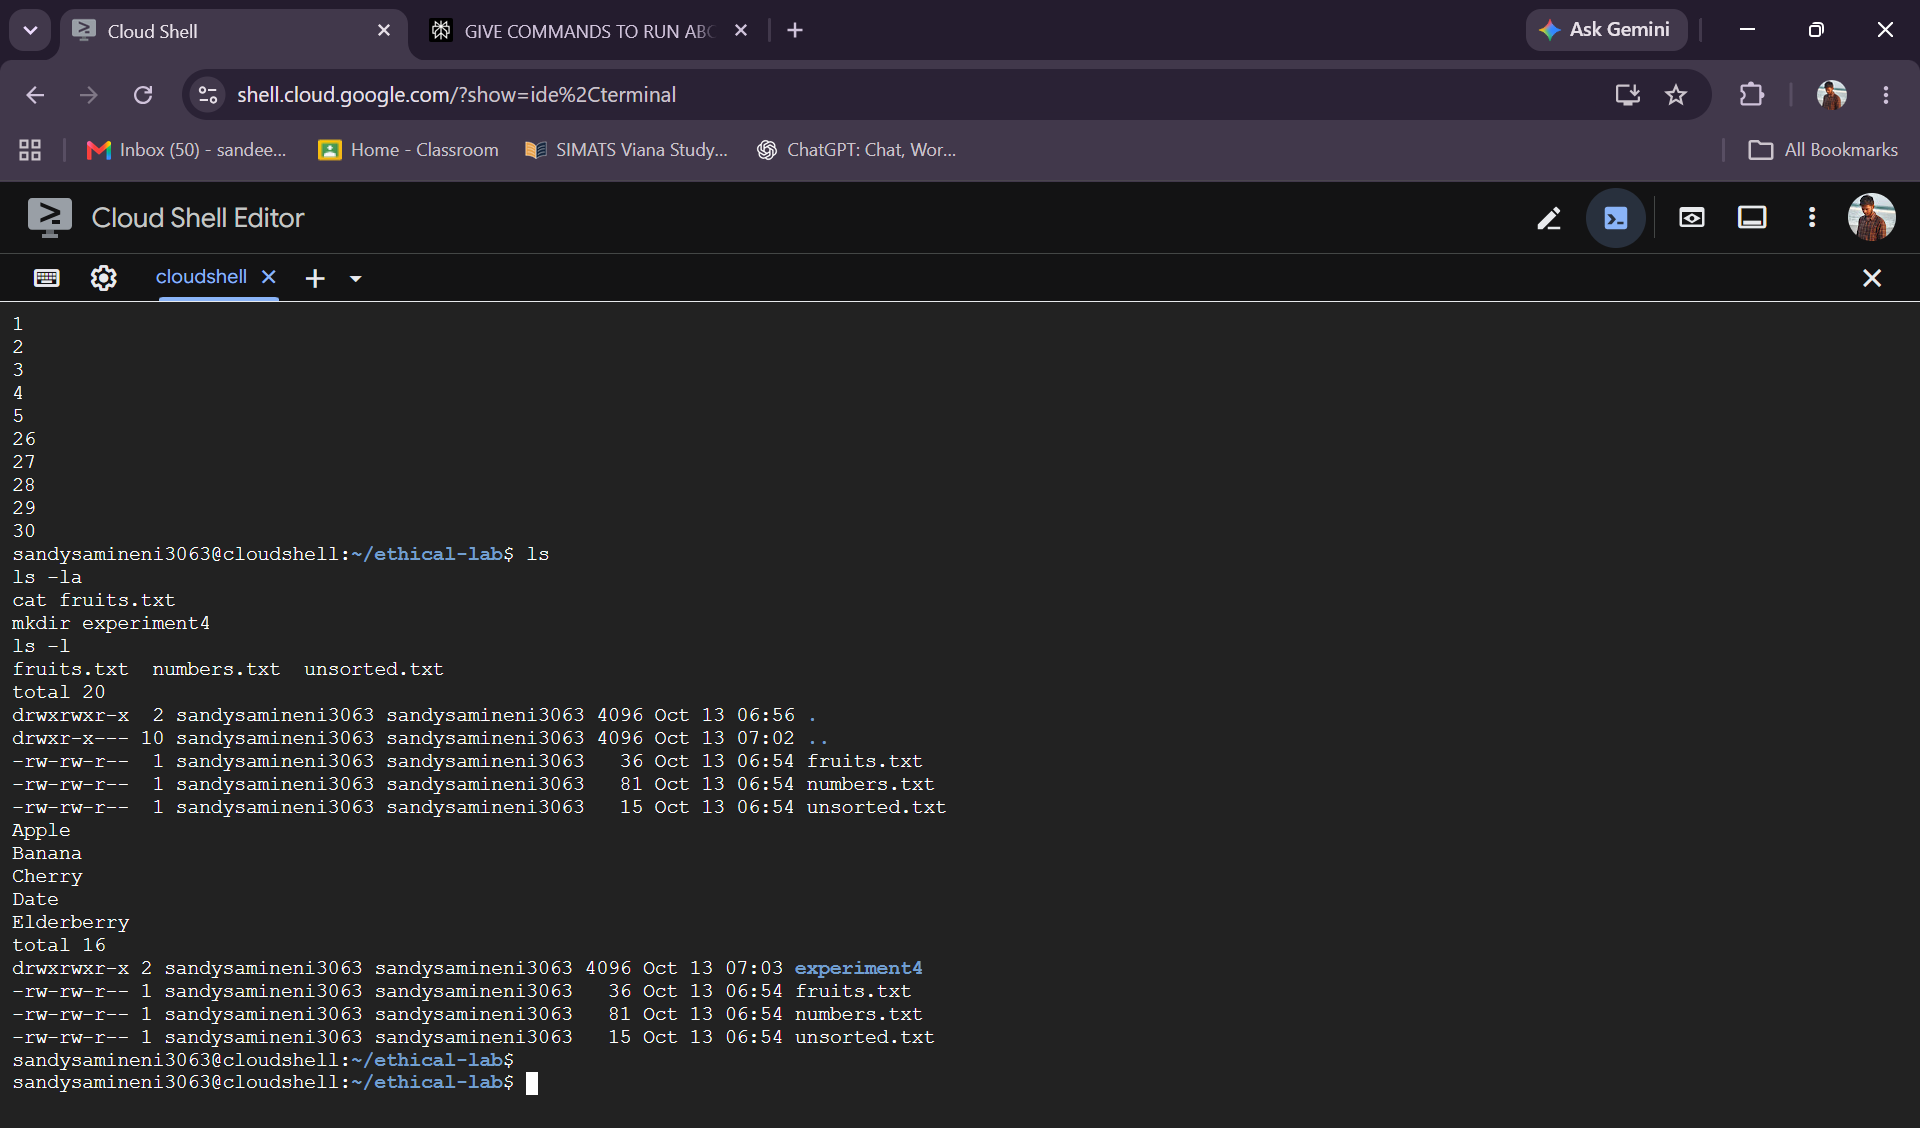 Cloud Shell
GIVE COMMANDS TO RUN ABO
Ask Gemini
shell.cloud.google.com/?show=ide%2Cterminal
Inbox (50) - sandee...
Home - Classroom
SIMATS Viana Study...
ChatGPT: Chat, Wor...
All Bookmarks
Cloud Shell Editor
cloudshell
1
2
3
4
5
26
27
28
29
30
sandysamineni3063@cloudshell:~/ethical-lab$ ls
ls -la
cat fruits.txt
mkdir experiment4
ls -l
fruits.txt  numbers.txt  unsorted.txt
total 20
drwxrwxr-x  2 sandysamineni3063 sandysamineni3063 4096 Oct 13 06:56 .
drwxr-x--- 10 sandysamineni3063 sandysamineni3063 4096 Oct 13 07:02 ..
-rw-rw-r--  1 sandysamineni3063 sandysamineni3063   36 Oct 13 06:54 fruits.txt
-rw-rw-r--  1 sandysamineni3063 sandysamineni3063   81 Oct 13 06:54 numbers.txt
-rw-rw-r--  1 sandysamineni3063 sandysamineni3063   15 Oct 13 06:54 unsorted.txt
Apple
Banana
Cherry
Date
Elderberry
total 16
drwxrwxr-x 2 sandysamineni3063 sandysamineni3063 4096 Oct 13 07:03 experiment4
-rw-rw-r-- 1 sandysamineni3063 sandysamineni3063   36 Oct 13 06:54 fruits.txt
-rw-rw-r-- 1 sandysamineni3063 sandysamineni3063   81 Oct 13 06:54 numbers.txt
-rw-rw-r-- 1 sandysamineni3063 sandysamineni3063   15 Oct 13 06:54 unsorted.txt
sandysamineni3063@cloudshell:~/ethical-lab$
sandysamineni3063@cloudshell:~/ethical-lab$